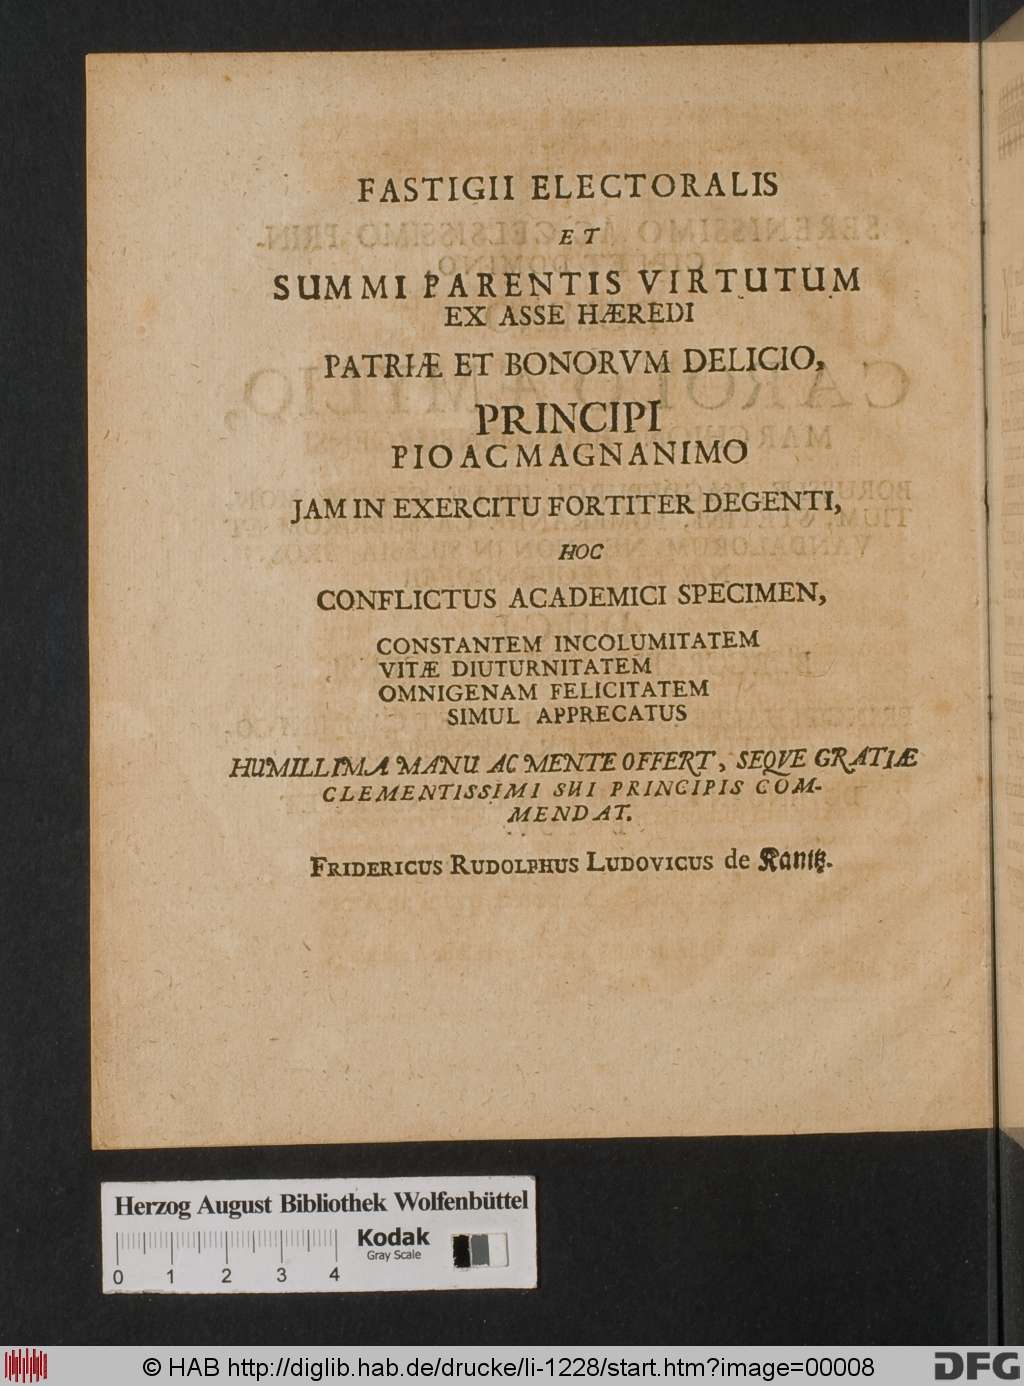 FASTIGII ELECTORALIS
ET
SUMMI PARENTIS VIRTUTUM
EX ASSE HÆREDI
PATRIÆ ET BONORVM DELICIO,
PRINCIPI
PIO AC MAGNANIMO
JAM IN EXERCITU FORTITER DEGENTI,
HOC
CONFLICTUS ACADEMICI SPECIMEN,
CONSTANTEM INCOLUMITATEM
VITÆ DIUTURNITATEM
OMNIGENAM FELICITATEM
SIMUL APPRECATUS
HUMILLIMA MANU AC MENTE OFFERT, SEQVE GRATIÆ
CLEMENTISSIMI SUI PRINCIPIS COM-
MENDAT.
FRIDERICUS RUDOLPHUS LUDOVICUS de Kanitz.
Herzog August Bibliothek Wolfenbüttel
Kodak
Gray Scale
0 1 2 3 4
© HAB http://diglib.hab.de/drucke/li-1228/start.htm?image=00008
DFG